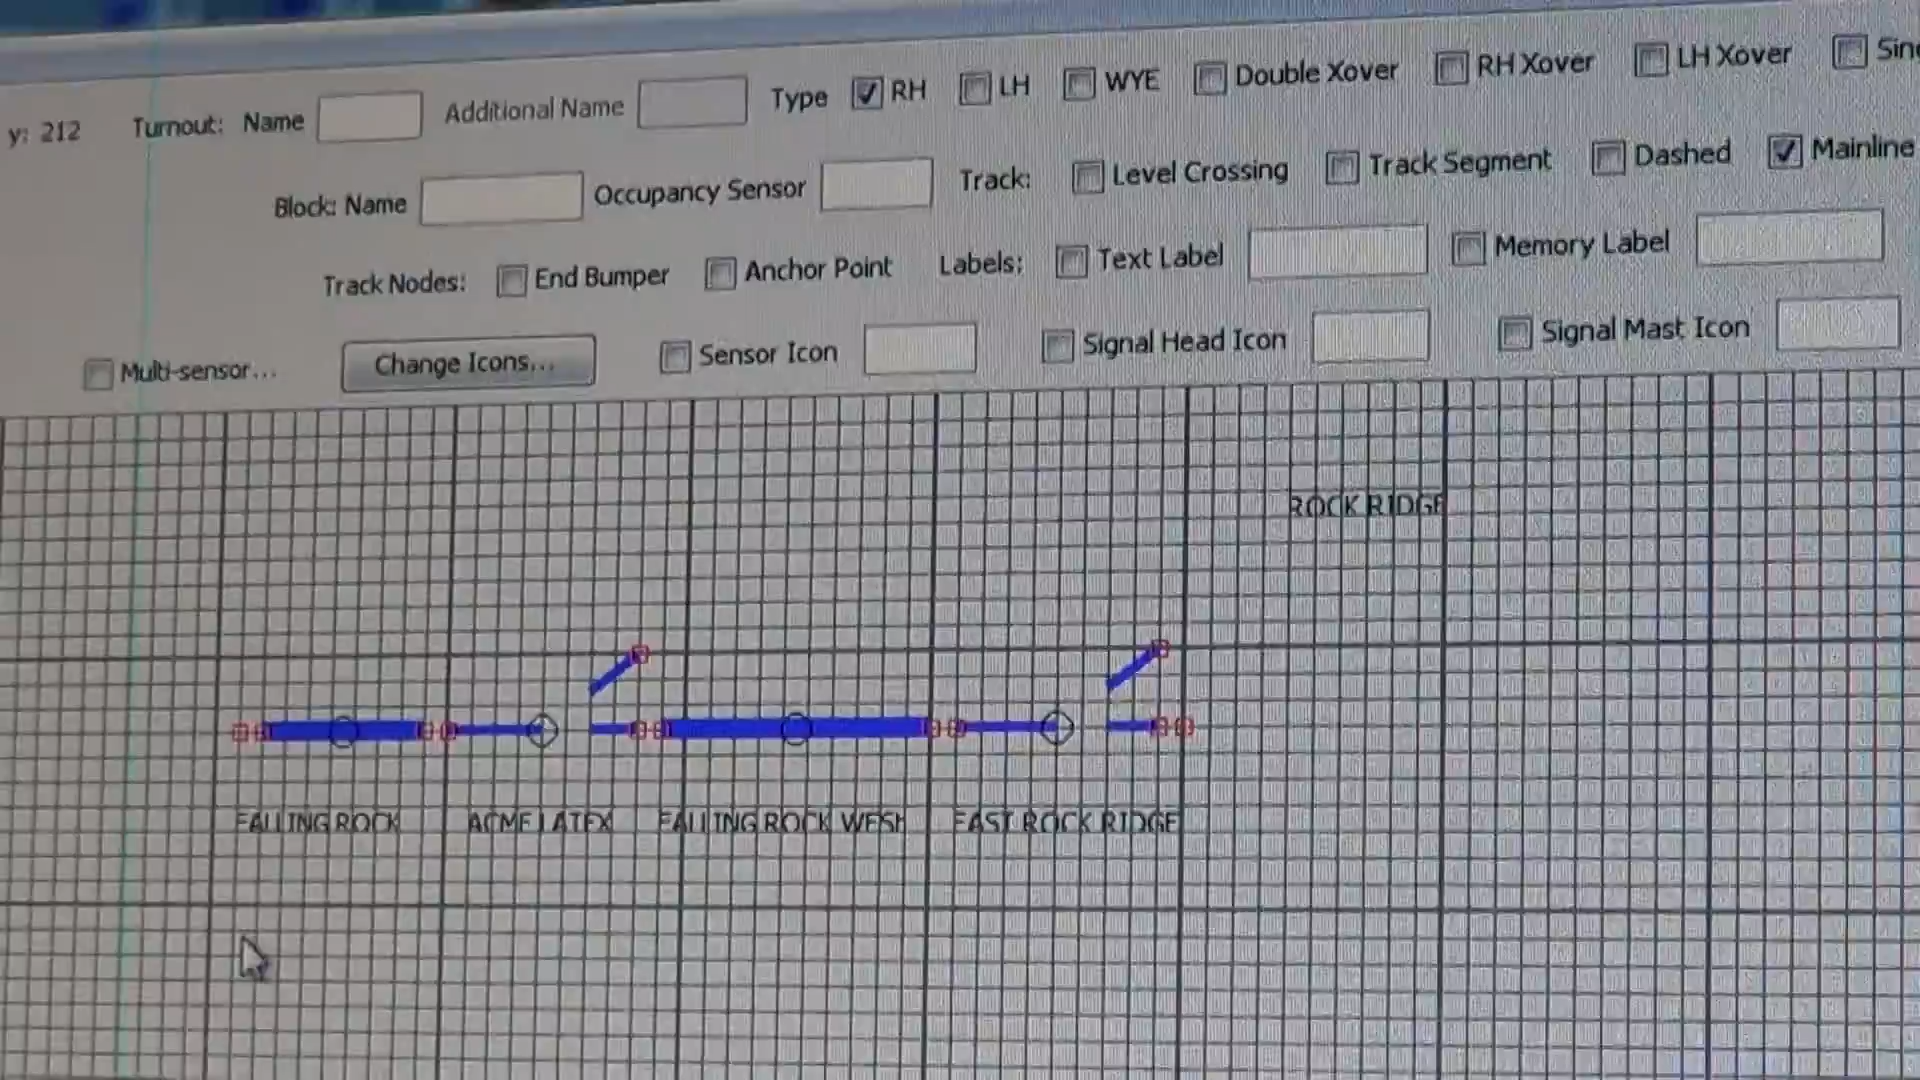 y: 212 Turnout: Name Additional Name Type RH LH WYE Double Xover RH Xover LH Xover
Block: Name Occupancy Sensor Track: Level Crossing Track Segment Dashed Mainline
Track Nodes: End Bumper Anchor Point Labels: Text Label Memory Label
Multi-sensor... Change Icons... Sensor Icon Signal Head Icon Signal Mast Icon
ROCK RIDGE
FALLING ROCK ACME LATEX FALLING ROCK WEST EAST ROCK RIDGE